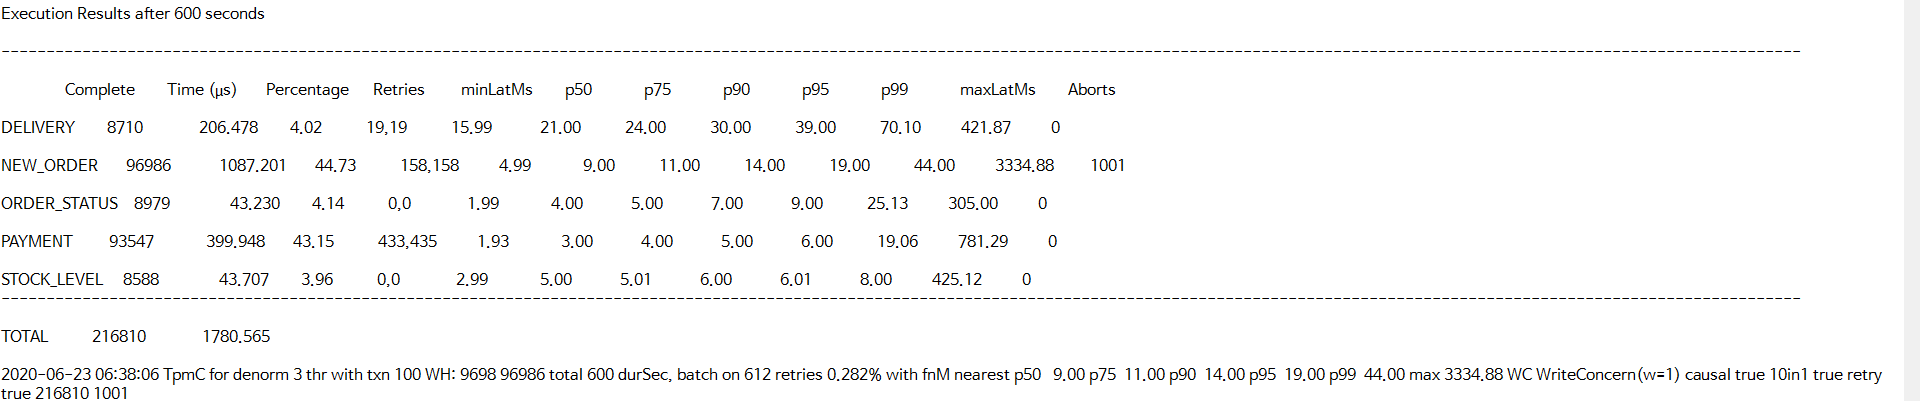 Execution Results after 600 seconds
--------------------------------------------------------------------------------
Complete Time (µs) Percentage Retries minLatMs p50 p75 p90 p95 p99 maxLatMs Aborts
DELIVERY 8710 206.478 4.02 19,19 15.99 21.00 24.00 30.00 39.00 70.10 421.87 0
NEW_ORDER 96986 1087.201 44.73 158,158 4.99 9.00 11.00 14.00 19.00 44.00 3334.88 1001
ORDER_STATUS 8979 43.230 4.14 0,0 1.99 4.00 5.00 7.00 9.00 25.13 305.00 0
PAYMENT 93547 399.948 43.15 433,435 1.93 3.00 4.00 5.00 6.00 19.06 781.29 0
STOCK_LEVEL 8588 43.707 3.96 0,0 2.99 5.00 5.01 6.00 6.01 8.00 425.12 0
--------------------------------------------------------------------------------
TOTAL 216810 1780.565
2020-06-23 06:38:06 TpmC for denorm 3 thr with txn 100 WH: 9698 96986 total 600 durSec, batch on 612 retries 0.282% with fnM nearest p50 9.00 p75 11.00 p90 14.00 p95 19.00 p99 44.00 max 3334.88 WC WriteConcern(w=1) causal true 10in1 true retry
true 216810 1001